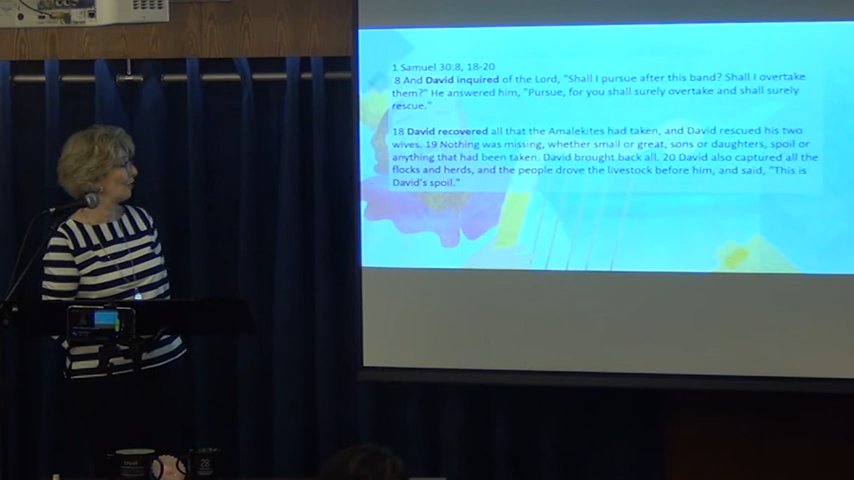 1 Samuel 30:8, 18-20
8 And David inquired of the Lord, "Shall I pursue after this band? Shall I overtake
them?" He answered him, "Pursue, for you shall surely overtake and shall surely
rescue."
18 David recovered all that the Amalekites had taken, and David rescued his two
wives. 19 Nothing was missing, whether small or great, sons or daughters, spoil or
anything that had been taken. David brought back all. 20 David also captured all the
flocks and herds, and the people drove the livestock before him, and said, "This is
David's spoil."